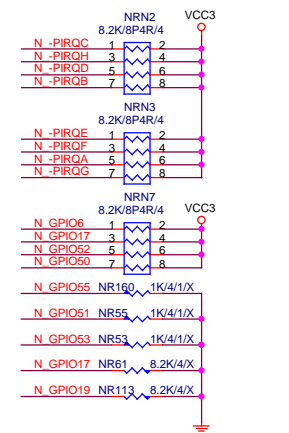 NRN2 VCC3
8.2K/8P4R/4
N_-PIRQC 1 2
N_-PIRQH 3 4
N_-PIRQD 5 6
N_-PIRQB 7 8
NRN3
8.2K/8P4R/4
N_-PIRQE 1 2
N_-PIRQF 3 4
N_-PIRQA 5 6
N_-PIRQG 7 8
NRN7
8.2K/8P4R/4 VCC3
N_GPIO6 1 2
N_GPIO17 3 4
N_GPIO52 5 6
N_GPIO50 7 8
N_GPIO55 NR160 1K/4/1/X
N_GPIO51 NR55 1K/4/1/X
N_GPIO53 NR53 1K/4/1/X
N_GPIO17 NR61 8.2K/4/X
N_GPIO19 NR113 8.2K/4/X